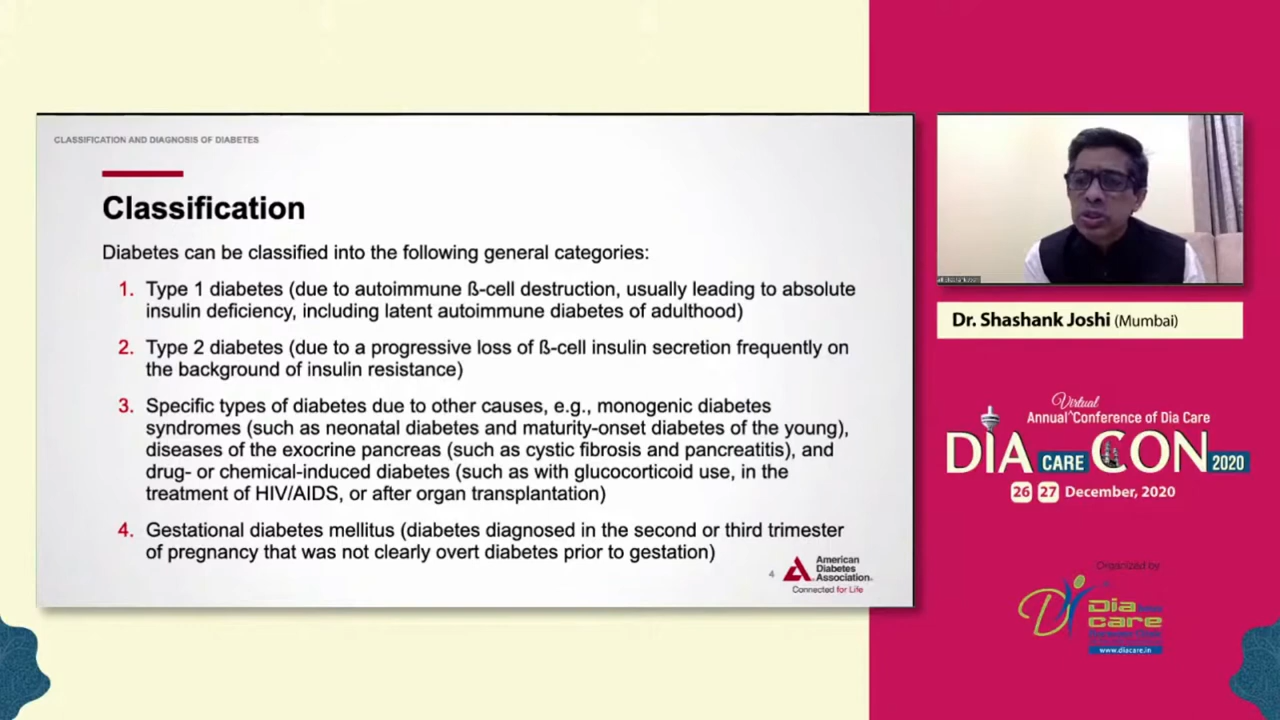 CLASSIFICATION AND DIAGNOSIS OF DIABETES
Classification
Diabetes can be classified into the following general categories:
1. Type 1 diabetes (due to autoimmune ß-cell destruction, usually leading to absolute
insulin deficiency, including latent autoimmune diabetes of adulthood)
2. Type 2 diabetes (due to a progressive loss of ß-cell insulin secretion frequently on
the background of insulin resistance)
3. Specific types of diabetes due to other causes, e.g., monogenic diabetes
syndromes (such as neonatal diabetes and maturity-onset diabetes of the young),
diseases of the exocrine pancreas (such as cystic fibrosis and pancreatitis), and
drug- or chemical-induced diabetes (such as with glucocorticoid use, in the
treatment of HIV/AIDS, or after organ transplantation)
4. Gestational diabetes mellitus (diabetes diagnosed in the second or third trimester
of pregnancy that was not clearly overt diabetes prior to gestation)
4
American
Diabetes
Association®
Connected for Life
Dr. Shashank Joshi (Mumbai)
Virtual
Annual ^ Conference of Dia Care
DIA CARE CON 2020
26 27 December, 2020
Organized by
Dia
care
www.diacare.in